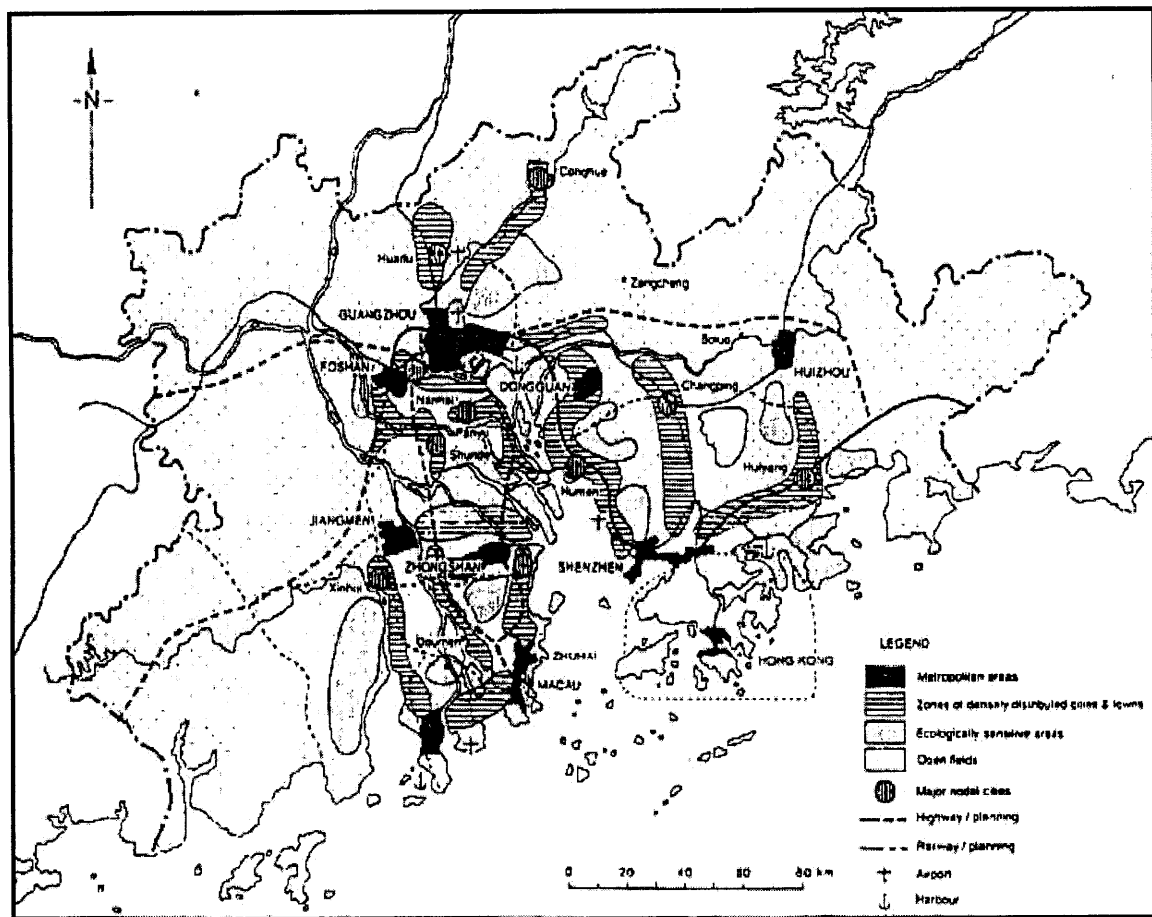 -N-
Conghua
Huadu
Zengcheng
GUANGZHOU
Boluo
FOSHAN
HUIZHOU
DONGGUAN
Changping
Nanhai
Panyu
Shunde
Huiyang
Humen
JIANGMEN
ZHONGSHAN
SHENZHEN
Xinhui
Doumen
ZHUHAI
HONG KONG
MACAU
LEGEND
Metropolitan areas
Zones of densely distributed cities & towns
Ecologically sensitive areas
Open fields
Major nodal cities
Highway / planning
Railway / planning
Airport
Harbour
0 20 40 60 80 km